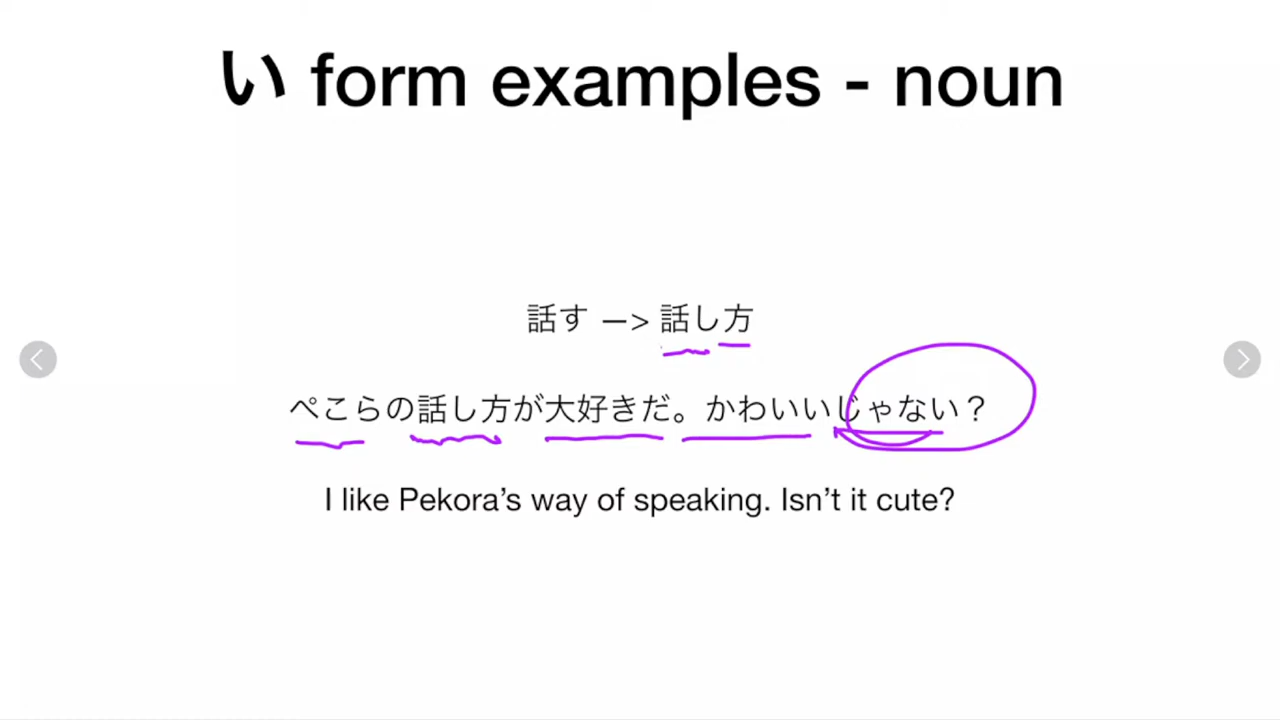 い form examples - noun
話す —> 話し方
ぺこらの話し方が大好きだ。かわいいじゃない？
I like Pekora’s way of speaking. Isn’t it cute?